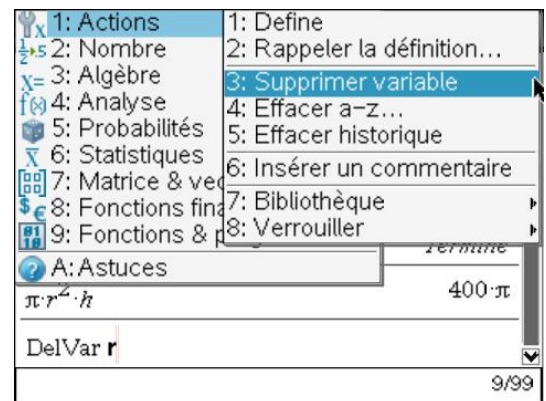 1: Actions
2: Nombre
3: Algèbre
4: Analyse
5: Probabilités
6: Statistiques
7: Matrice & vec
8: Fonctions fina
9: Fonctions & p
A: Astuces
1: Define
2: Rappeler la définition...
3: Supprimer variable
4: Effacer a-z...
5: Effacer historique
6: Insérer un commentaire
7: Bibliothèque
8: Verrouiller
Terminé
π·r²·h 400·π
DelVar r
9/99